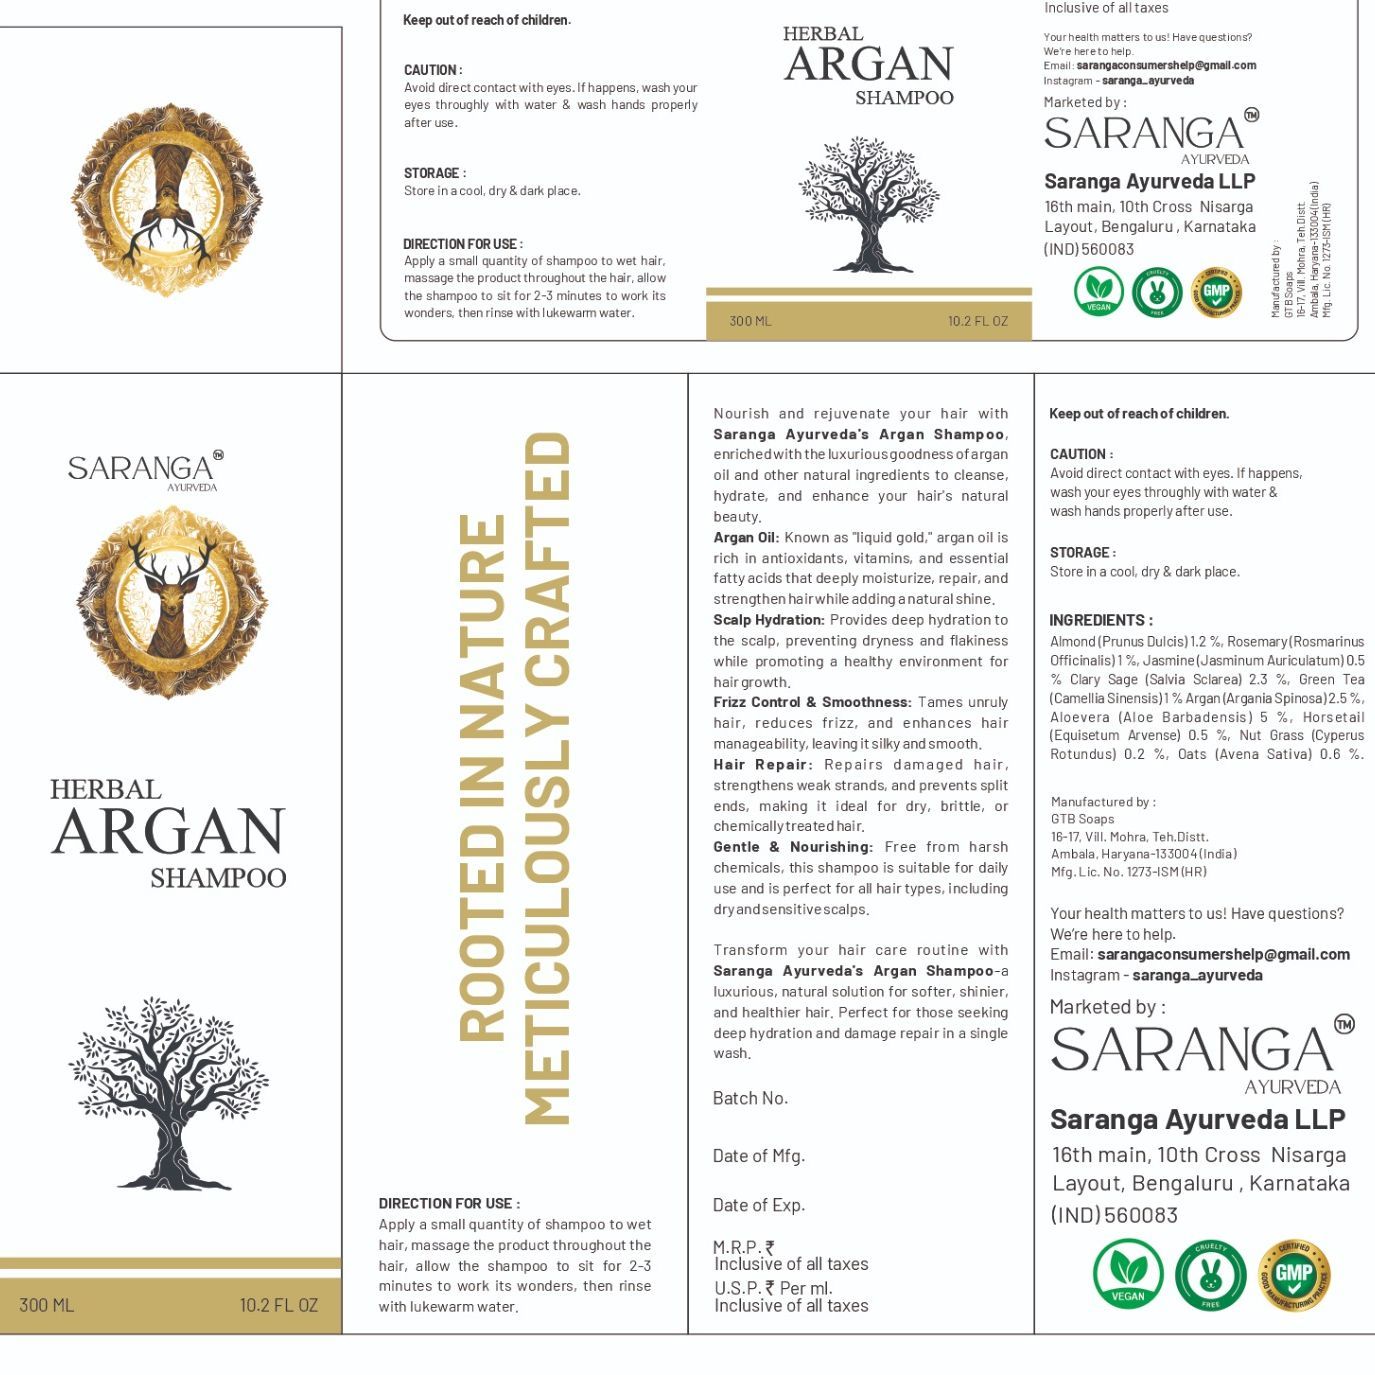 Keep out of reach of children.
CAUTION :
Avoid direct contact with eyes. If happens, wash your
eyes throughly with water & wash hands properly
after use.
STORAGE :
Store in a cool, dry & dark place.
DIRECTION FOR USE :
Apply a small quantity of shampoo to wet hair,
massage the product throughout the hair, allow
the shampoo to sit for 2-3 minutes to work its
wonders, then rinse with lukewarm water.
HERBAL
ARGAN
SHAMPOO
300 ML
10.2 FL OZ
Inclusive of all taxes
Your health matters to us! Have questions?
We're here to help.
Email: sarangaconsumershelp@gmail.com
Instagram - saranga_ayurveda
Marketed by :
SARANGA
TM
AYURVEDA
Saranga Ayurveda LLP
16th main, 10th Cross Nisarga
Layout, Bengaluru , Karnataka
(IND) 560083
VEGAN
CRUELTY
FREE
CERTIFIED
GMP
GOOD MANUFACTURING PRACTICE
Manufactured by :
GTB Soaps
16-17, Vill. Mohra, Teh.Distt.
Ambala, Haryana-133004 (India)
Mfg. Lic. No. 1273-ISM (HR)
SARANGA
TM
AYURVEDA
HERBAL
ARGAN
SHAMPOO
300 ML
10.2 FL OZ
ROOTED IN NATURE
METICULOUSLY CRAFTED
DIRECTION FOR USE :
Apply a small quantity of shampoo to wet
hair, massage the product throughout the
hair, allow the shampoo to sit for 2-3
minutes to work its wonders, then rinse
with lukewarm water.
Nourish and rejuvenate your hair with
Saranga Ayurveda's Argan Shampoo,
enriched with the luxurious goodness of argan
oil and other natural ingredients to cleanse,
hydrate, and enhance your hair's natural
beauty.
Argan Oil: Known as "liquid gold," argan oil is
rich in antioxidants, vitamins, and essential
fatty acids that deeply moisturize, repair, and
strengthen hair while adding a natural shine.
Scalp Hydration: Provides deep hydration to
the scalp, preventing dryness and flakiness
while promoting a healthy environment for
hair growth.
Frizz Control & Smoothness: Tames unruly
hair, reduces frizz, and enhances hair
manageability, leaving it silky and smooth.
Hair Repair: Repairs damaged hair,
strengthens weak strands, and prevents split
ends, making it ideal for dry, brittle, or
chemically treated hair.
Gentle & Nourishing: Free from harsh
chemicals, this shampoo is suitable for daily
use and is perfect for all hair types, including
dry and sensitive scalps.
Transform your hair care routine with
Saranga Ayurveda's Argan Shampoo-a
luxurious, natural solution for softer, shinier,
and healthier hair. Perfect for those seeking
deep hydration and damage repair in a single
wash.
Batch No.
Date of Mfg.
Date of Exp.
M.R.P. ₹
Inclusive of all taxes
U.S.P. ₹ Per ml.
Inclusive of all taxes
Keep out of reach of children.
CAUTION :
Avoid direct contact with eyes. If happens,
wash your eyes throughly with water &
wash hands properly after use.
STORAGE :
Store in a cool, dry & dark place.
INGREDIENTS :
Almond (Prunus Dulcis) 1.2 %, Rosemary (Rosmarinus
Officinalis) 1 %, Jasmine (Jasminum Auriculatum) 0.5
% Clary Sage (Salvia Sclarea) 2.3 %, Green Tea
(Camellia Sinensis) 1 % Argan (Argania Spinosa) 2.5 %,
Aloevera (Aloe Barbadensis) 5 %, Horsetail
(Equisetum Arvense) 0.5 %, Nut Grass (Cyperus
Rotundus) 0.2 %, Oats (Avena Sativa) 0.6 %.
Manufactured by :
GTB Soaps
16-17, Vill. Mohra, Teh.Distt.
Ambala, Haryana-133004 (India)
Mfg. Lic. No. 1273-ISM (HR)
Your health matters to us! Have questions?
We're here to help.
Email: sarangaconsumershelp@gmail.com
Instagram - saranga_ayurveda
Marketed by :
SARANGA
TM
AYURVEDA
Saranga Ayurveda LLP
16th main, 10th Cross Nisarga
Layout, Bengaluru , Karnataka
(IND) 560083
VEGAN
CRUELTY
FREE
CERTIFIED
GMP
GOOD MANUFACTURING PRACTICE